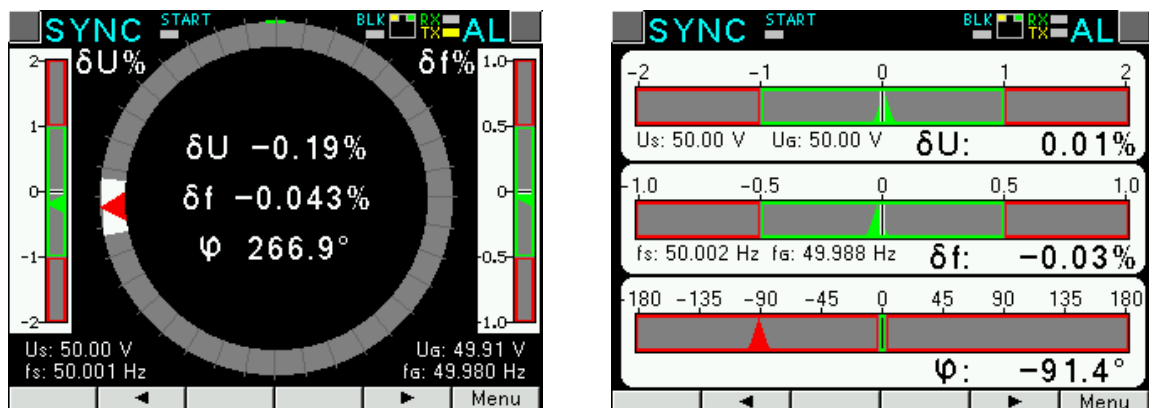 SYNC START BLK RX TX AL
δU% δf%
2 1.0
1 0.5
0 0
-1 -0.5
-2 -1.0
δU -0.19%
δf -0.043%
φ 266.9°
Us: 50.00 V UG: 49.91 V
fs: 50.001 Hz fG: 49.980 Hz
◄ ► Menu
SYNC START BLK RX TX AL
-2 -1 0 1 2
Us: 50.00 V UG: 50.00 V δU: 0.01%
-1.0 -0.5 0 0.5 1.0
fs: 50.002 Hz fG: 49.988 Hz δf: -0.03%
-180 -135 -90 -45 0 45 90 135 180
φ: -91.4°
◄ ► Menu